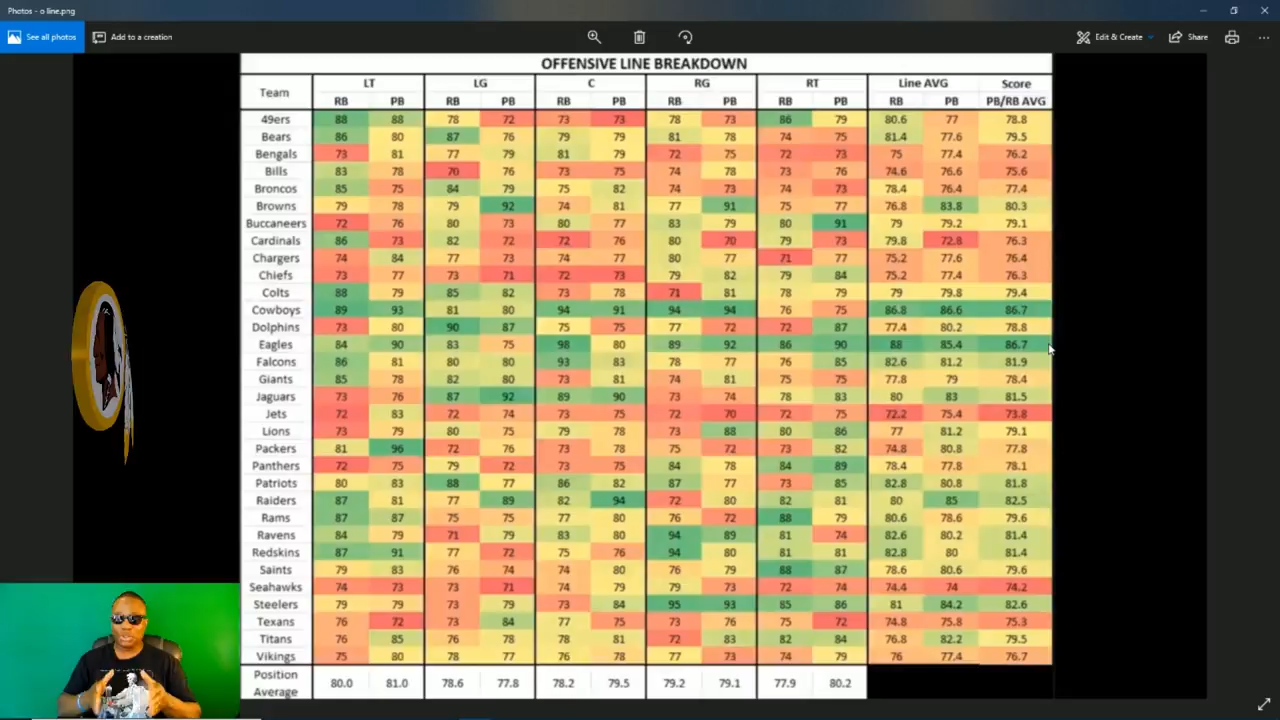 Photos - o line.png
See all photos Add to a creation Edit & Create Share
OFFENSIVE LINE BREAKDOWN
Team LT LG C RG RT Line AVG Score
RB PB RB PB RB PB RB PB RB PB RB PB PB/RB AVG
49ers 88 88 78 72 73 73 78 73 86 79 80.6 77 78.8
Bears 86 80 87 76 79 79 81 78 74 75 81.4 77.6 79.5
Bengals 73 81 77 79 81 79 72 75 72 73 75 77.4 76.2
Bills 83 78 70 76 73 75 74 78 73 76 74.6 76.6 75.6
Broncos 85 75 84 79 75 82 74 73 74 73 78.4 76.4 77.4
Browns 79 78 79 92 74 81 77 91 75 77 76.8 83.8 80.3
Buccaneers 72 76 80 73 80 77 83 79 80 91 79 79.2 79.1
Cardinals 86 73 82 72 72 76 80 70 79 73 79.8 72.8 76.3
Chargers 74 84 77 73 74 77 80 77 71 77 75.2 77.6 76.4
Chiefs 73 77 73 71 72 73 79 82 79 84 75.2 77.4 76.3
Colts 88 79 85 82 73 78 71 81 78 79 79 79.8 79.4
Cowboys 89 93 81 80 94 91 94 94 76 75 86.8 86.6 86.7
Dolphins 73 80 90 87 75 75 77 72 72 87 77.4 80.2 78.8
Eagles 84 90 83 75 98 80 89 92 86 90 88 85.4 86.7
Falcons 86 81 80 80 93 83 78 77 76 85 82.6 81.2 81.9
Giants 85 78 82 80 73 81 74 81 75 75 77.8 79 78.4
Jaguars 73 76 87 92 89 90 73 74 78 83 80 83 81.5
Jets 72 83 72 74 73 75 72 70 72 75 72.2 75.4 73.8
Lions 73 79 80 75 79 78 73 88 80 86 77 81.2 79.1
Packers 81 96 72 76 73 78 75 72 73 82 74.8 80.8 77.8
Panthers 72 75 79 72 73 75 84 78 84 89 78.4 77.8 78.1
Patriots 80 83 88 77 86 82 87 77 73 85 82.8 80.8 81.8
Raiders 87 81 77 89 82 94 72 80 82 81 80 85 82.5
Rams 87 87 75 75 77 80 76 72 88 79 80.6 78.6 79.6
Ravens 84 79 71 79 83 80 94 89 81 74 82.6 80.2 81.4
Redskins 87 91 77 72 75 76 94 80 81 81 82.8 80 81.4
Saints 79 83 76 74 74 80 76 79 88 87 78.6 80.6 79.6
Seahawks 74 73 73 71 74 79 79 73 72 74 74.4 74 74.2
Steelers 79 79 73 79 73 84 95 93 85 86 81 84.2 82.6
Texans 76 72 73 84 77 75 73 76 75 72 74.8 75.8 75.3
Titans 76 85 76 78 78 81 72 83 82 84 76.8 82.2 79.5
Vikings 75 80 78 77 76 78 77 73 74 79 76 77.4 76.7
Position Average 80.0 81.0 78.6 77.8 78.2 79.5 79.2 79.1 77.9 80.2